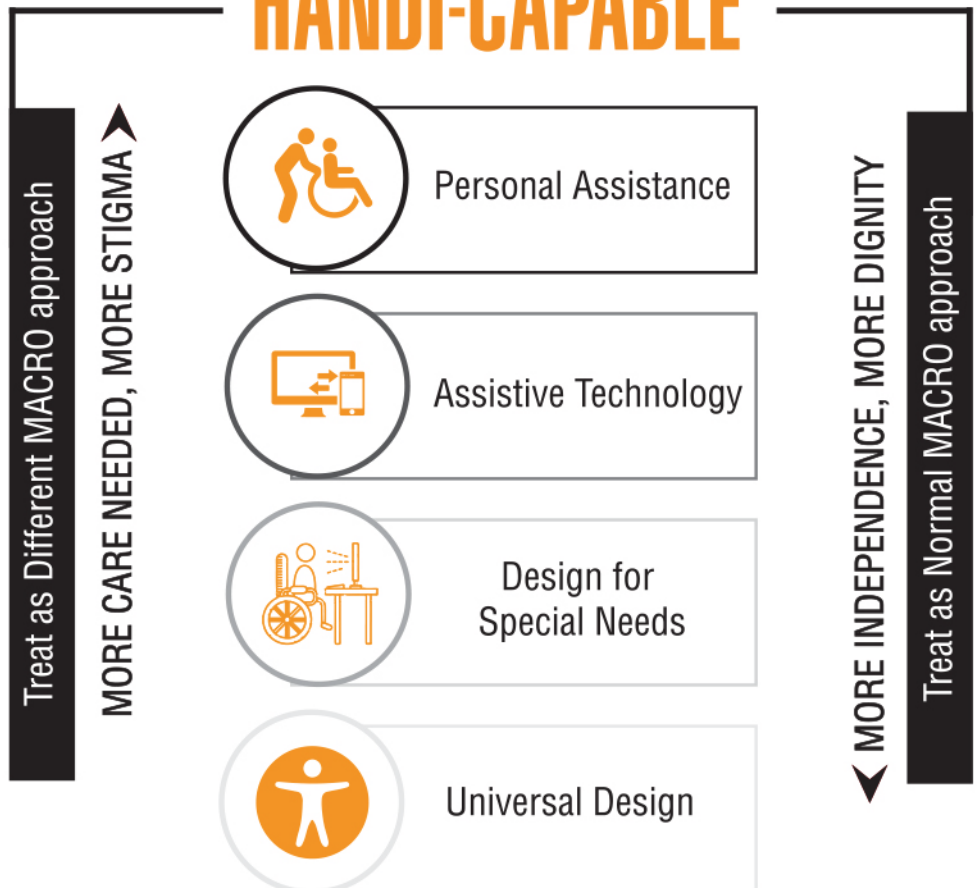 HANDI-CAPABLE
Treat as Different MACRO approach
MORE CARE NEEDED, MORE STIGMA
Personal Assistance
Assistive Technology
Design for
Special Needs
Universal Design
MORE INDEPENDENCE, MORE DIGNITY
Treat as Normal MACRO approach